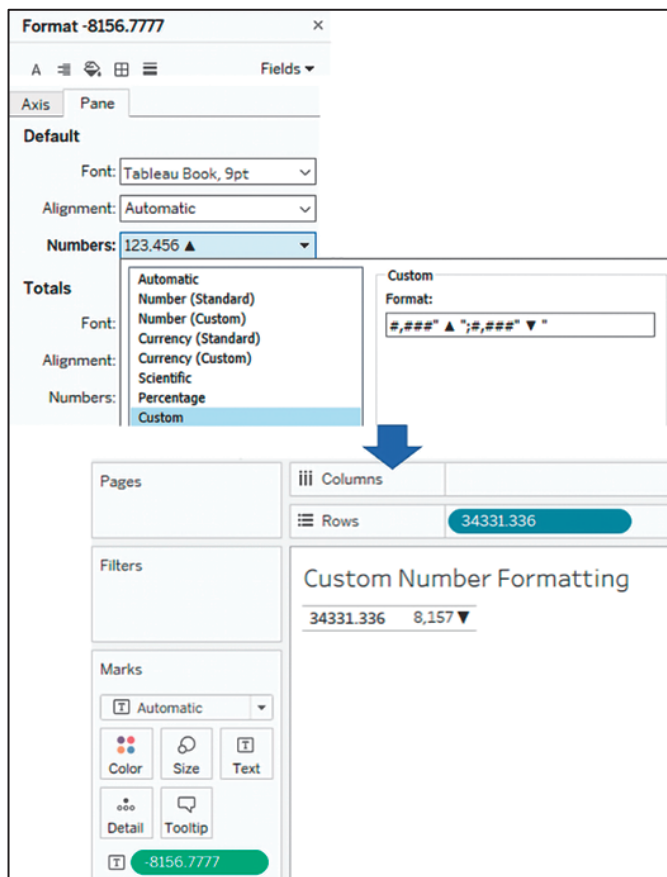 Format -8156.7777 ×
A Fields
Axis Pane
Default
Font: Tableau Book, 9pt
Alignment: Automatic
Numbers: 123.456 ▲
Totals
Font:
Alignment:
Numbers:
Automatic
Number (Standard)
Number (Custom)
Currency (Standard)
Currency (Custom)
Scientific
Percentage
Custom
Custom
Format:
#,###" ▲ ";#,###" ▼ "
Pages
Columns
Rows 34331.336
Filters
Custom Number Formatting
34331.336 8,157 ▼
Marks
T Automatic
Color Size T Text
Detail Tooltip
T -8156.7777